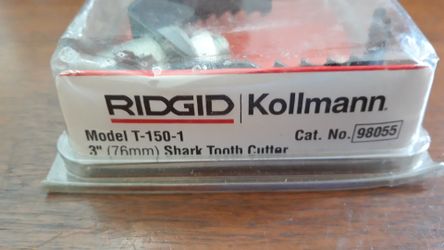 RIDGID | Kollmann.
Model T-150-1 Cat. No. 98055
3" (76mm) Shark Tooth Cutter